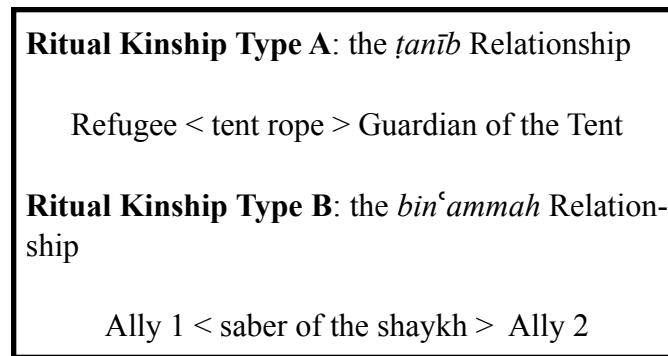 Ritual Kinship Type A: the ṭanīb Relationship
Refugee < tent rope > Guardian of the Tent
Ritual Kinship Type B: the binʿammah Relation-
ship
Ally 1 < saber of the shaykh > Ally 2